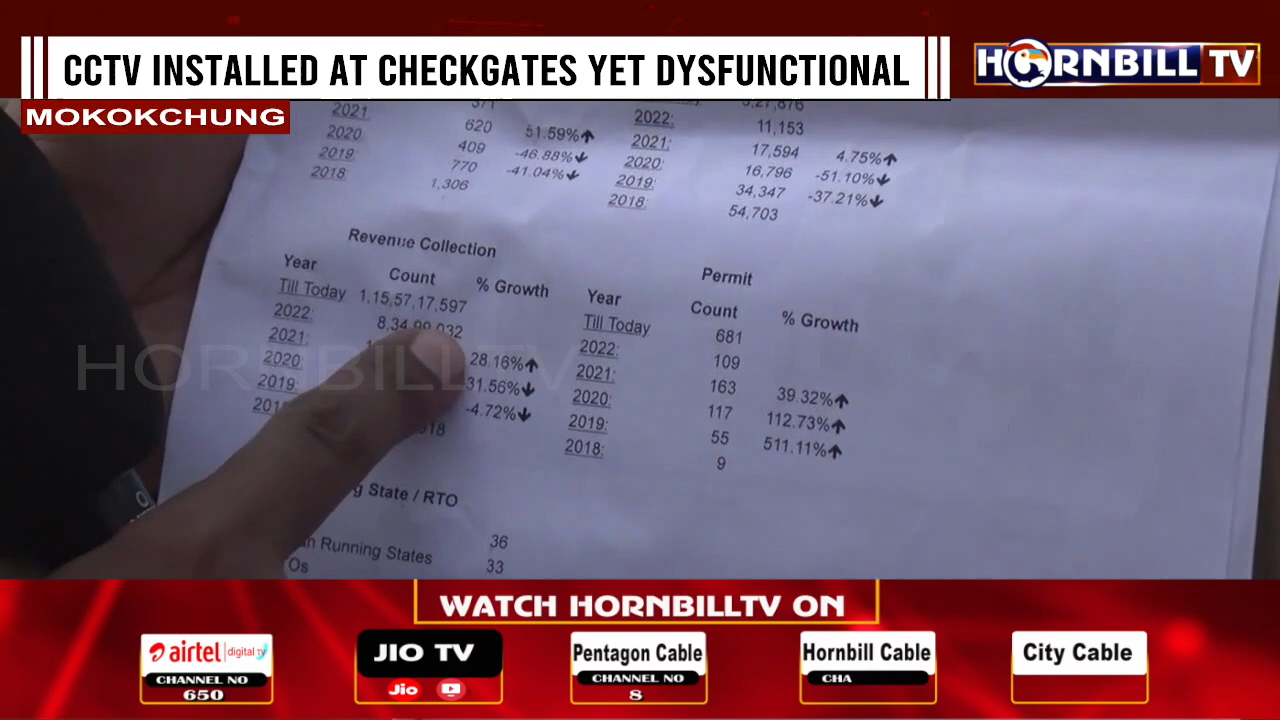 CCTV INSTALLED AT CHECKGATES YET DYSFUNCTIONAL
HORNBILL TV
MOKOKCHUNG
2021: 371
2020: 620 51.59%↑
2019: 409 -46.88%↓
2018: 770 -41.04%↓
1,306
2022:
2021: 11,153
2020: 17,594 4.75%↑
2019: 16,796 -51.10%↓
2018: 34,347 -37.21%↓
54,703
Revenue Collection
Year Count % Growth
Till Today 1,15,57,17,597
2022:
2021:
2020: 28.16%↑
2019: 31.56%↓
-4.72%↓
Permit
Year Count % Growth
Till Today 681
2022: 109
2021: 163
2020: 117 39.32%↑
2019: 55 112.73%↑
2018: 9 511.11%↑
HORNBILL TV
State / RTO
Running States 36
33
WATCH HORNBILLTV ON
airtel digital TV
CHANNEL NO
650
JIO TV
Jio
Pentagon Cable
CHANNEL NO
8
Hornbill Cable
CHA
City Cable